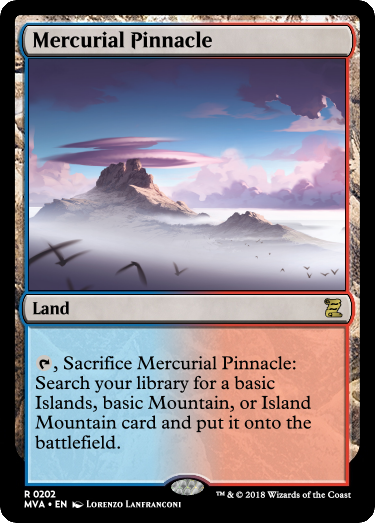 Mercurial Pinnacle
Land
, Sacrifice Mercurial Pinnacle:
Search your library for a basic
Islands, basic Mountain, or Island
Mountain card and put it onto the
battlefield.
R 0202
MVA • EN Lorenzo Lanfranconi
™ & © 2018 Wizards of the Coast